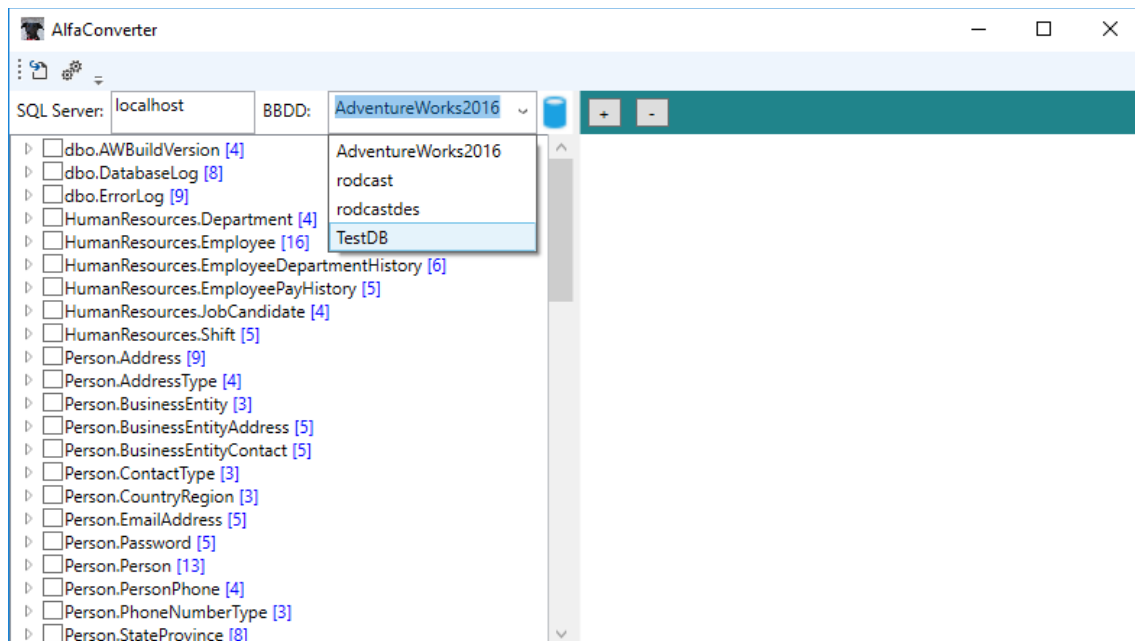 AlfaConverter
SQL Server: localhost BBDD: AdventureWorks2016
+ -
AdventureWorks2016
rodcast
rodcastdes
TestDB
dbo.AWBuildVersion [4]
dbo.DatabaseLog [8]
dbo.ErrorLog [9]
HumanResources.Department [4]
HumanResources.Employee [16]
HumanResources.EmployeeDepartmentHistory [6]
HumanResources.EmployeePayHistory [5]
HumanResources.JobCandidate [4]
HumanResources.Shift [5]
Person.Address [9]
Person.AddressType [4]
Person.BusinessEntity [3]
Person.BusinessEntityAddress [5]
Person.BusinessEntityContact [5]
Person.ContactType [3]
Person.CountryRegion [3]
Person.EmailAddress [5]
Person.Password [5]
Person.Person [13]
Person.PersonPhone [4]
Person.PhoneNumberType [3]
Person.StateProvince [8]